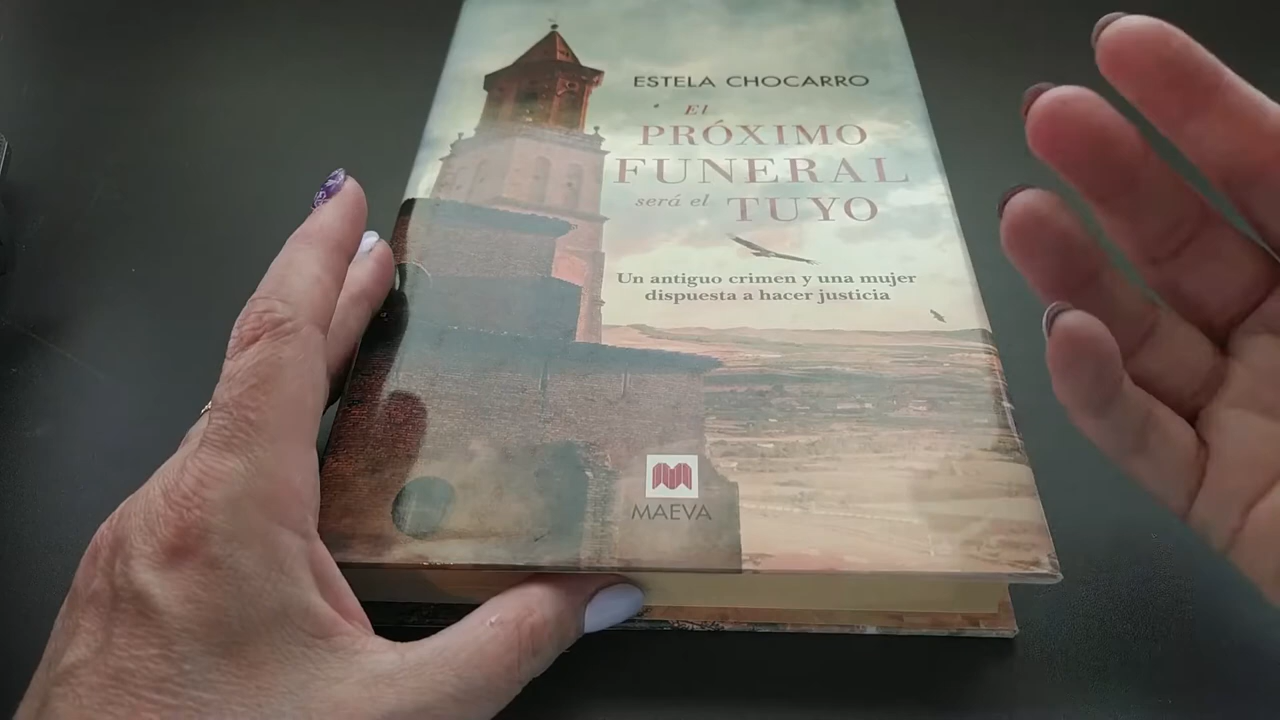 ESTELA CHOCARRO
El
PRÓXIMO
FUNERAL
será el TUYO
Un antiguo crimen y una mujer
dispuesta a hacer justicia
MAEVA